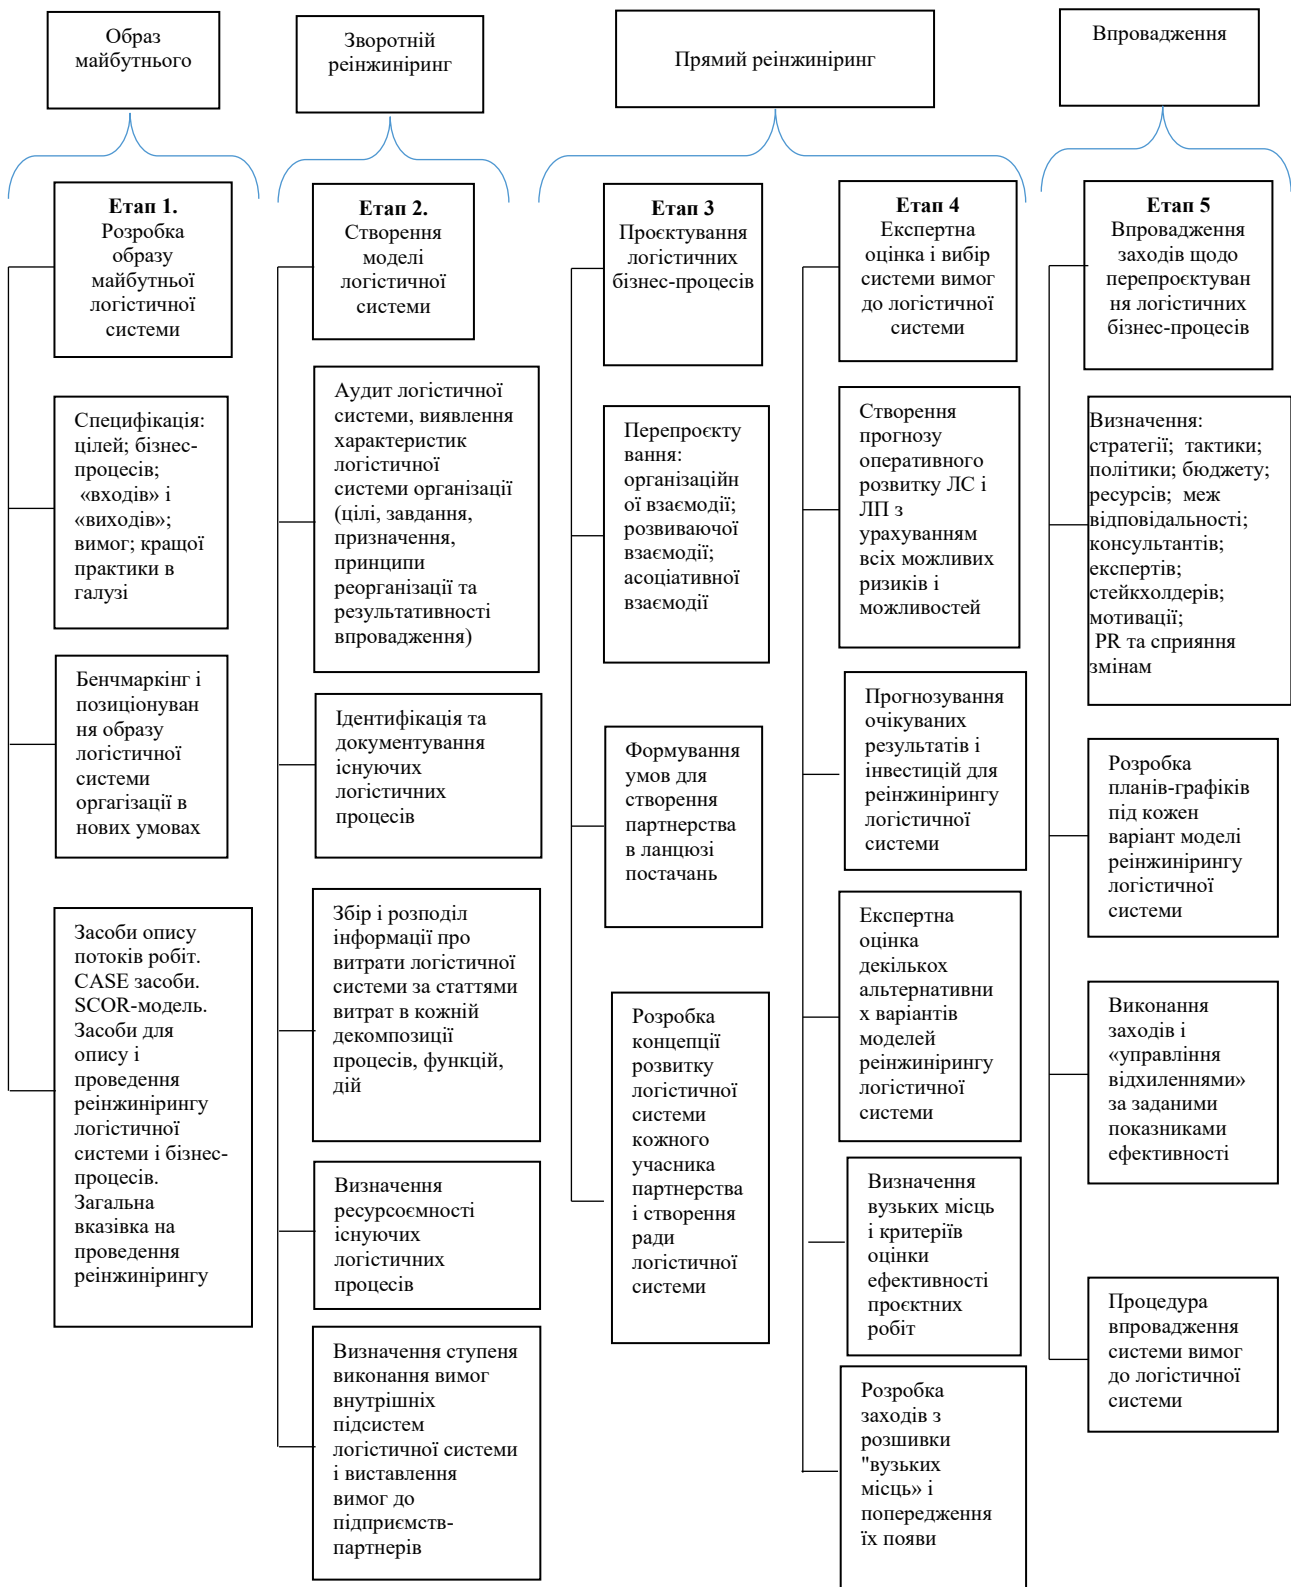 Образ
майбутнього
Зворотній
реінжиніринг
Прямий реінжиніринг
Впровадження
Етап 1.
Розробка
образу
майбутньої
логістичної
системи
Специфікація:
цілей; бізнес-
процесів;
«входів» і
«виходів»;
вимог; кращої
практики в
галузі
Бенчмаркінг і
позиціонуван
ня образу
логістичної
системи
оргагізації в
нових умовах
Засоби опису
потоків робіт.
CASE засоби.
SCOR-модель.
Засоби для
опису і
проведення
реінжинірингу
логістичної
системи і бізнес-
процесів.
Загальна
вказівка на
проведення
реінжинірингу
Етап 2.
Створення
моделі
логістичної
системи
Аудит логістичної
системи, виявлення
характеристик
логістичної
системи організації
(цілі, завдання,
призначення,
принципи
реорганізації та
результативності
впровадження)
Ідентифікація та
документування
існуючих
логістичних
процесів
Збір і розподіл
інформації про
витрати логістичної
системи за статтями
витрат в кожній
декомпозиції
процесів, функцій,
дій
Визначення
ресурсоємності
існуючих
логістичних
процесів
Визначення ступеня
виконання вимог
внутрішніх
підсистем
логістичної системи
і виставлення
вимог до
підприємств-
партнерів
Етап 3
Проєктування
логістичних
бізнес-процесів
Перепроєкту
вання:
організаційн
ої взаємодії;
розвиваючої
взаємодії;
асоціативної
взаємодії
Формування
умов для
створення
партнерства
в ланцюзі
постачань
Розробка
концепції
розвитку
логістичної
системи
кожного
учасника
партнерства
і створення
ради
логістичної
системи
Етап 4
Експертна
оцінка і вибір
системи вимог
до логістичної
системи
Створення
прогнозу
оперативного
розвитку ЛС і
ЛП з
урахуванням
всіх можливих
ризиків і
можливостей
Прогнозування
очікуваних
результатів і
інвестицій для
реінжинірингу
логістичної
системи
Експертна
оцінка
декількох
альтернативни
х варіантів
моделей
реінжинірингу
логістичної
системи
Визначення
вузьких місць
і критеріїв
оцінки
ефективності
проєктних
робіт
Розробка
заходів з
розшивки
"вузьких
місць» і
попередження
їх появи
Етап 5
Впровадження
заходів щодо
перепроєктуван
ня логістичних
бізнес-процесів
Визначення:
стратегії; тактики;
політики; бюджету;
ресурсів; меж
відповідальності;
консультантів;
експертів;
стейкхолдерів;
мотивації;
PR та сприяння
змінам
Розробка
планів-графіків
під кожен
варіант моделі
реінжинірингу
логістичної
системи
Виконання
заходів і
«управління
відхиленнями»
за заданими
показниками
ефективності
Процедура
впровадження
системи вимог
до логістичної
системи